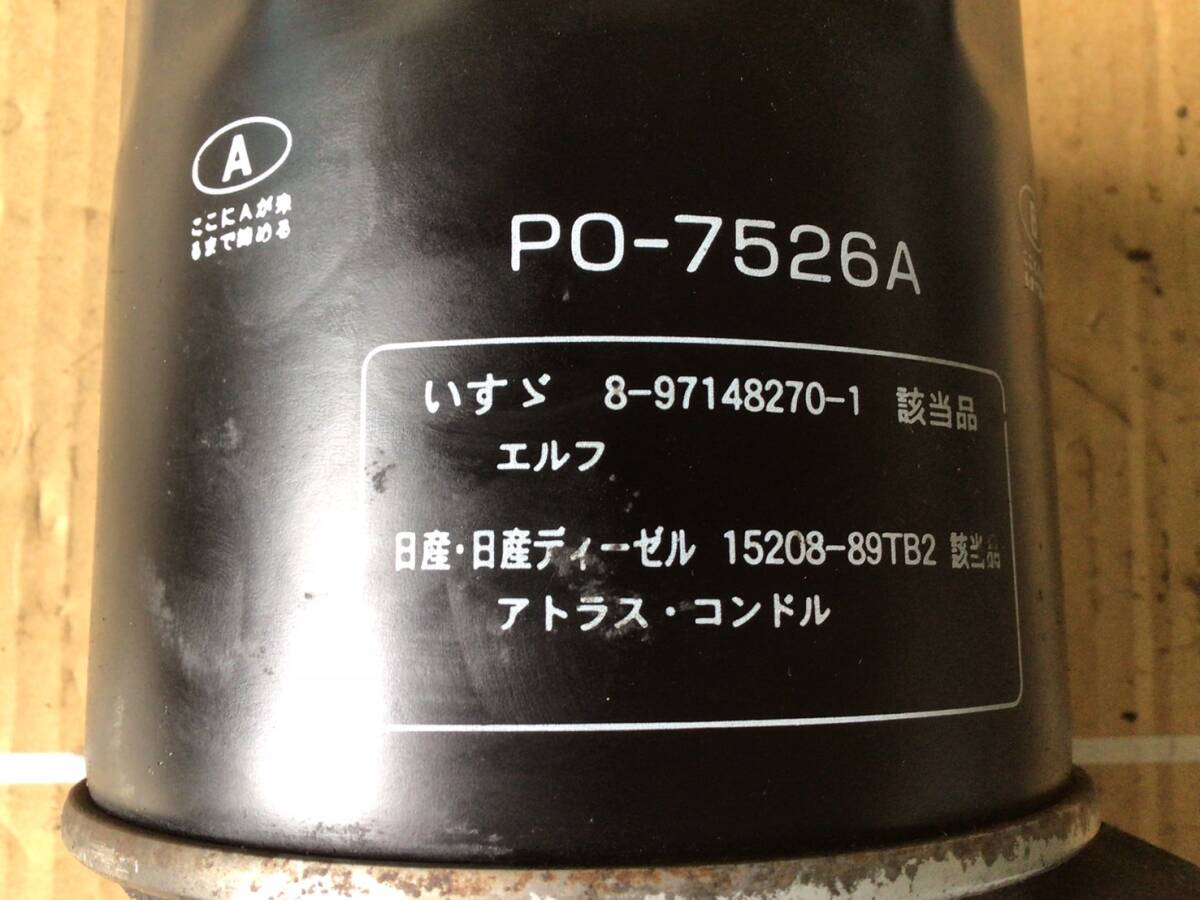 A
ここにAが来
るまで締める
PO-7526A
いすゞ 8-97148270-1 該当品
エルフ
日産・日産ディーゼル 15208-89TB2 該当品
アトラス・コンドル